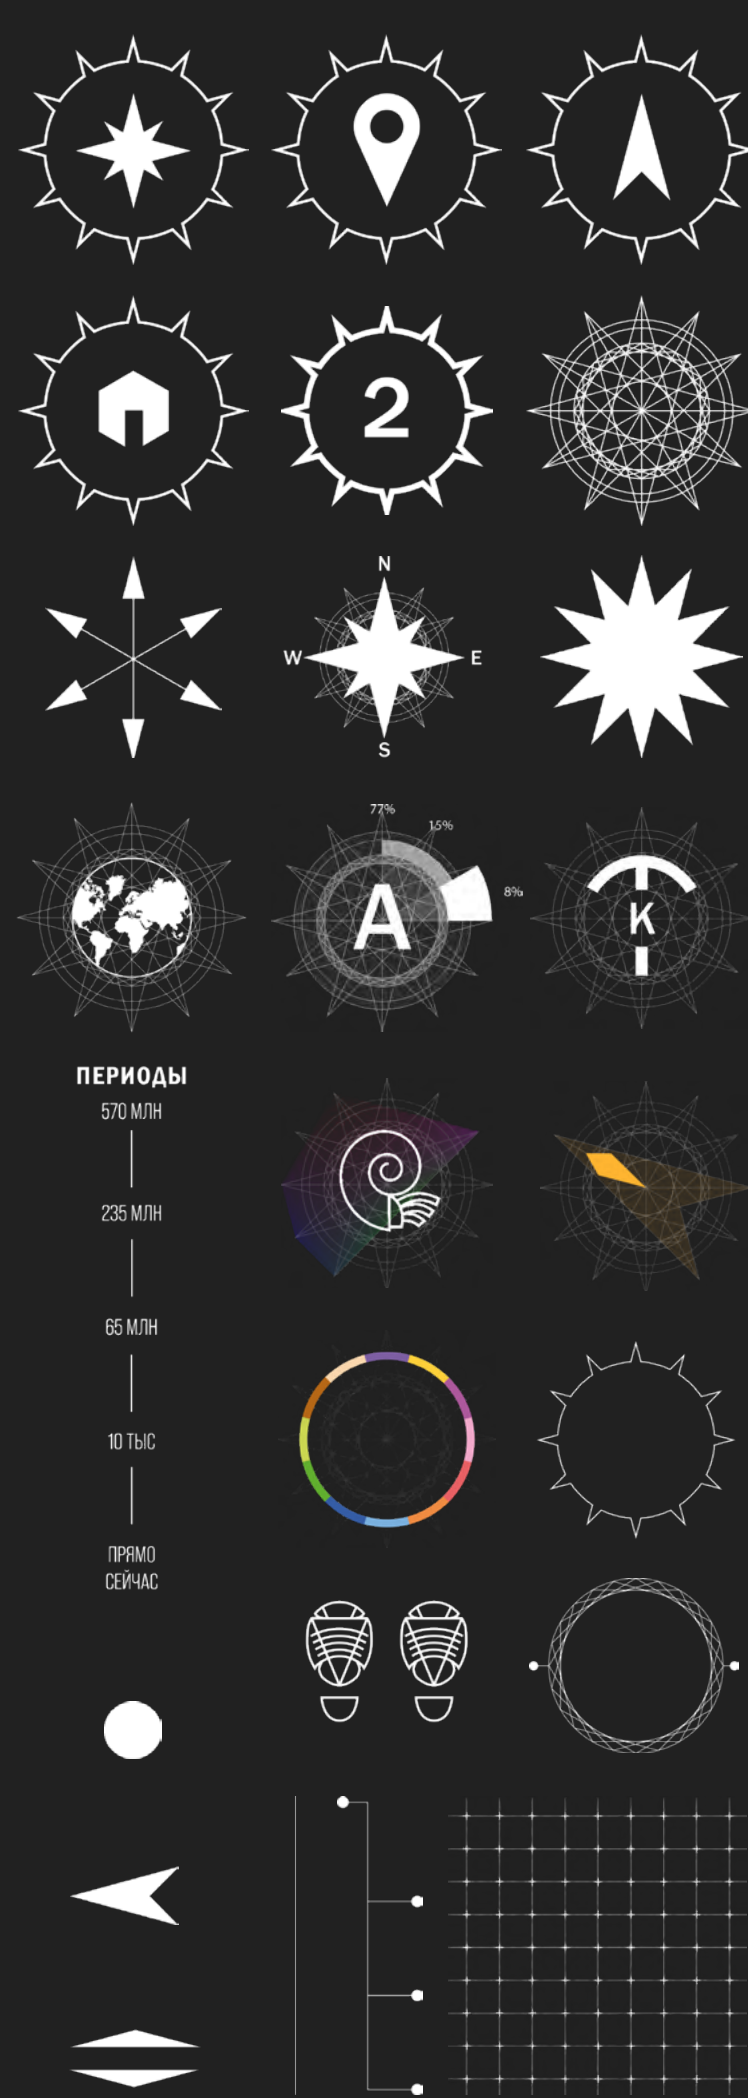 2
N
W
E
S
77%
15%
8%
A
K
ПЕРИОДЫ
570 МЛН
235 МЛН
65 МЛН
10 ТЫС
ПРЯМО
СЕЙЧАС